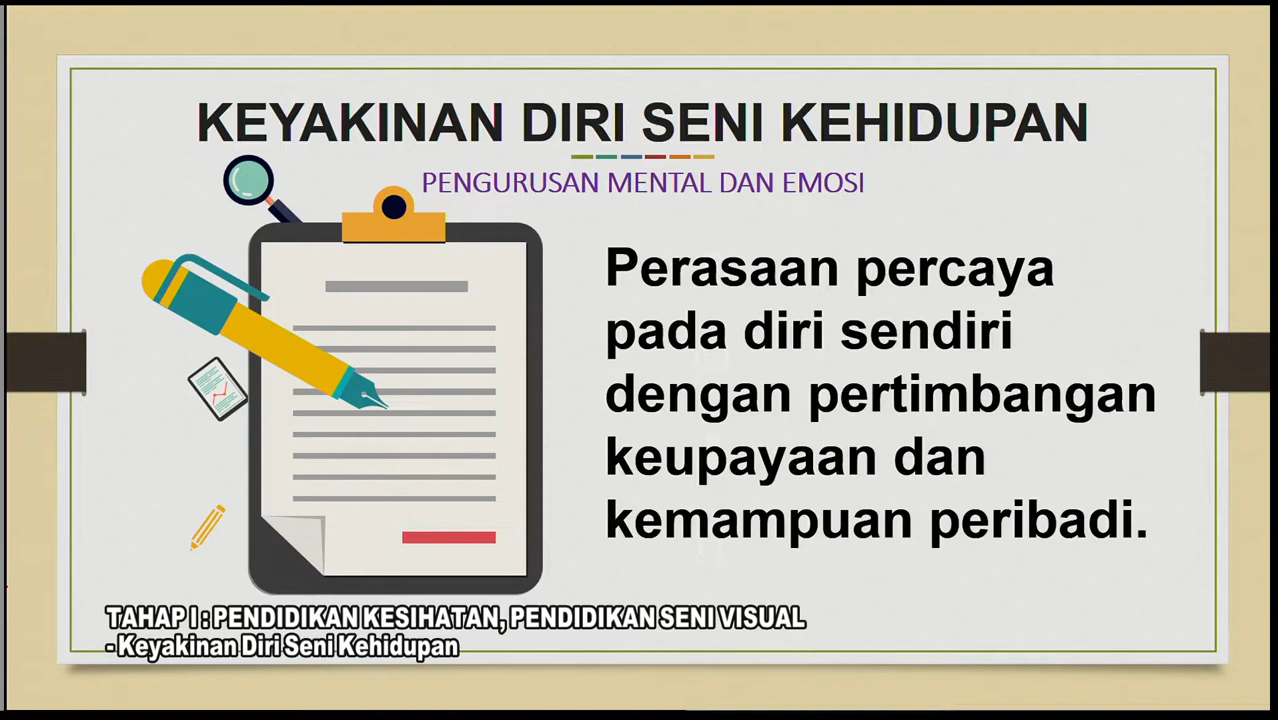 KEYAKINAN DIRI SENI KEHIDUPAN
PENGURUSAN MENTAL DAN EMOSI
Perasaan percaya
pada diri sendiri
dengan pertimbangan
keupayaan dan
kemampuan peribadi.
TAHAP I : PENDIDIKAN KESIHATAN, PENDIDIKAN SENI VISUAL
- Keyakinan Diri Seni Kehidupan